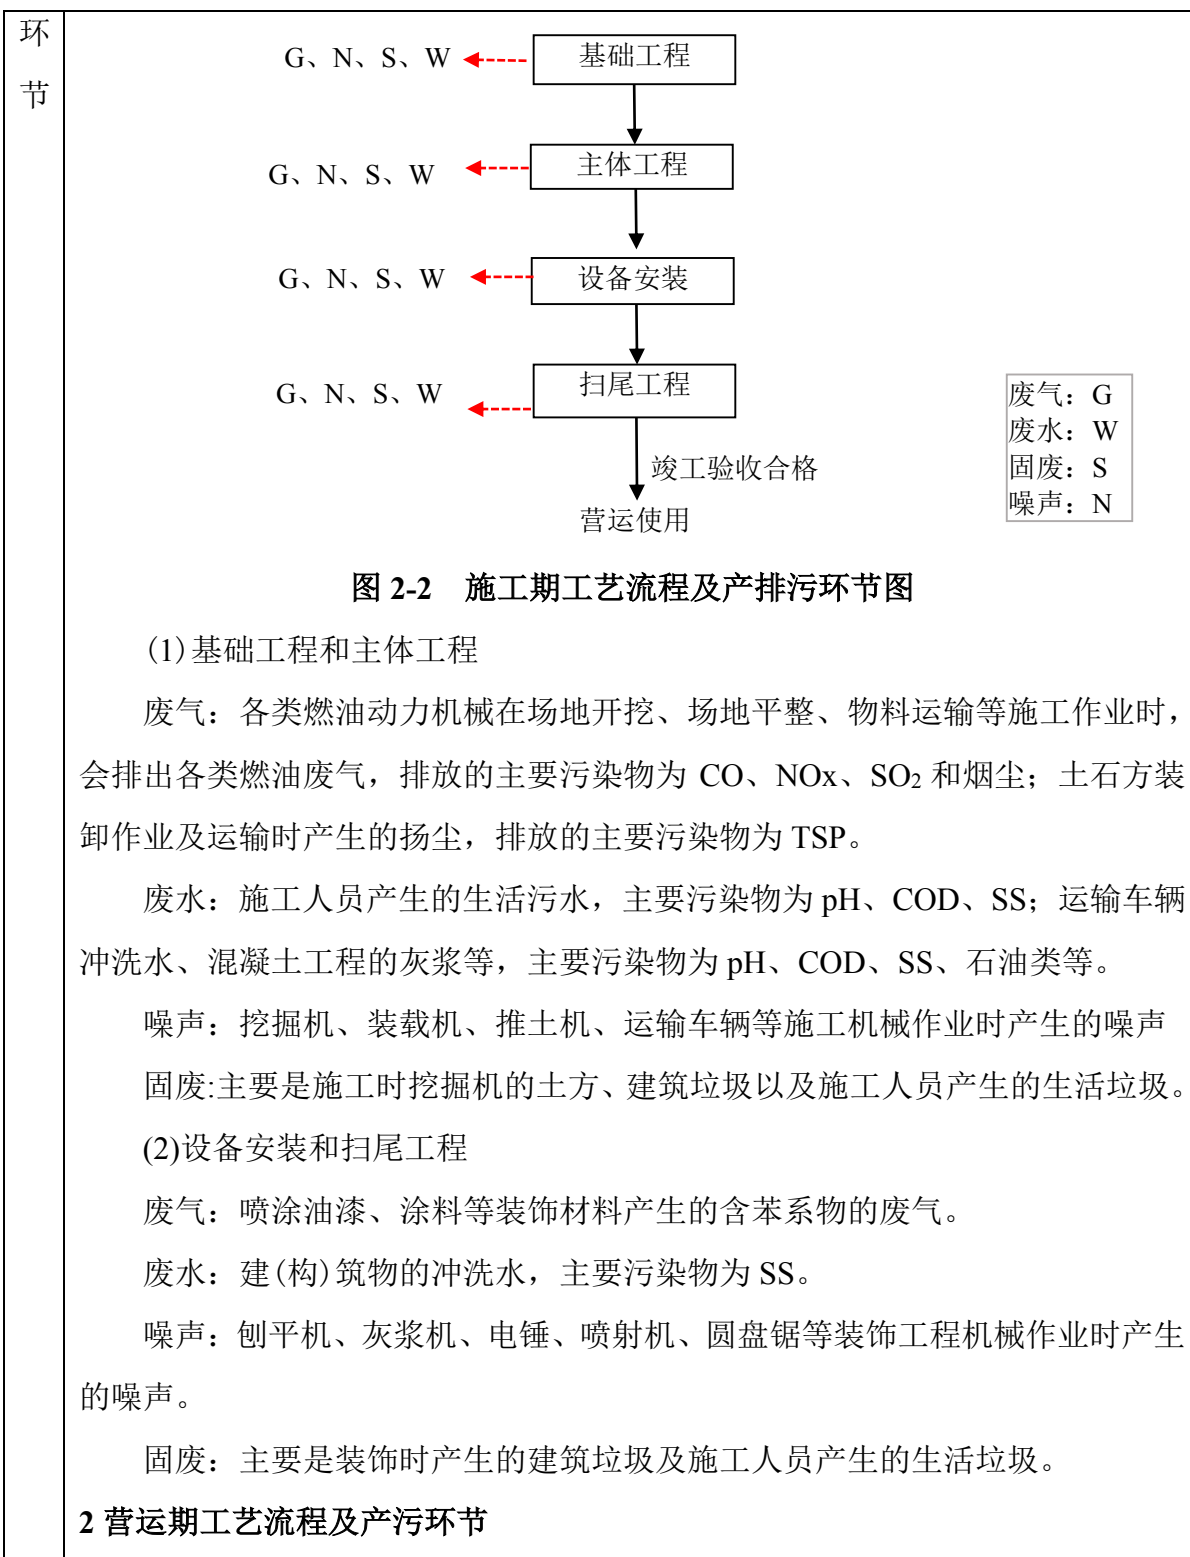 环
节
G、N、S、W
基础工程
G、N、S、W
主体工程
G、N、S、W
设备安装
G、N、S、W
扫尾工程
竣工验收合格
营运使用
废气：G
废水：W
固废：S
噪声：N
图 2-2 施工期工艺流程及产排污环节图
(1)基础工程和主体工程
废气：各类燃油动力机械在场地开挖、场地平整、物料运输等施工作业时，
会排出各类燃油废气，排放的主要污染物为 CO、NOx、SO₂ 和烟尘；土石方装
卸作业及运输时产生的扬尘，排放的主要污染物为 TSP。
废水：施工人员产生的生活污水，主要污染物为 pH、COD、SS；运输车辆
冲洗水、混凝土工程的灰浆等，主要污染物为 pH、COD、SS、石油类等。
噪声：挖掘机、装载机、推土机、运输车辆等施工机械作业时产生的噪声
固废:主要是施工时挖掘机的土方、建筑垃圾以及施工人员产生的生活垃圾。
(2)设备安装和扫尾工程
废气：喷涂油漆、涂料等装饰材料产生的含苯系物的废气。
废水：建(构)筑物的冲洗水，主要污染物为 SS。
噪声：刨平机、灰浆机、电锤、喷射机、圆盘锯等装饰工程机械作业时产生
的噪声。
固废：主要是装饰时产生的建筑垃圾及施工人员产生的生活垃圾。
2 营运期工艺流程及产污环节